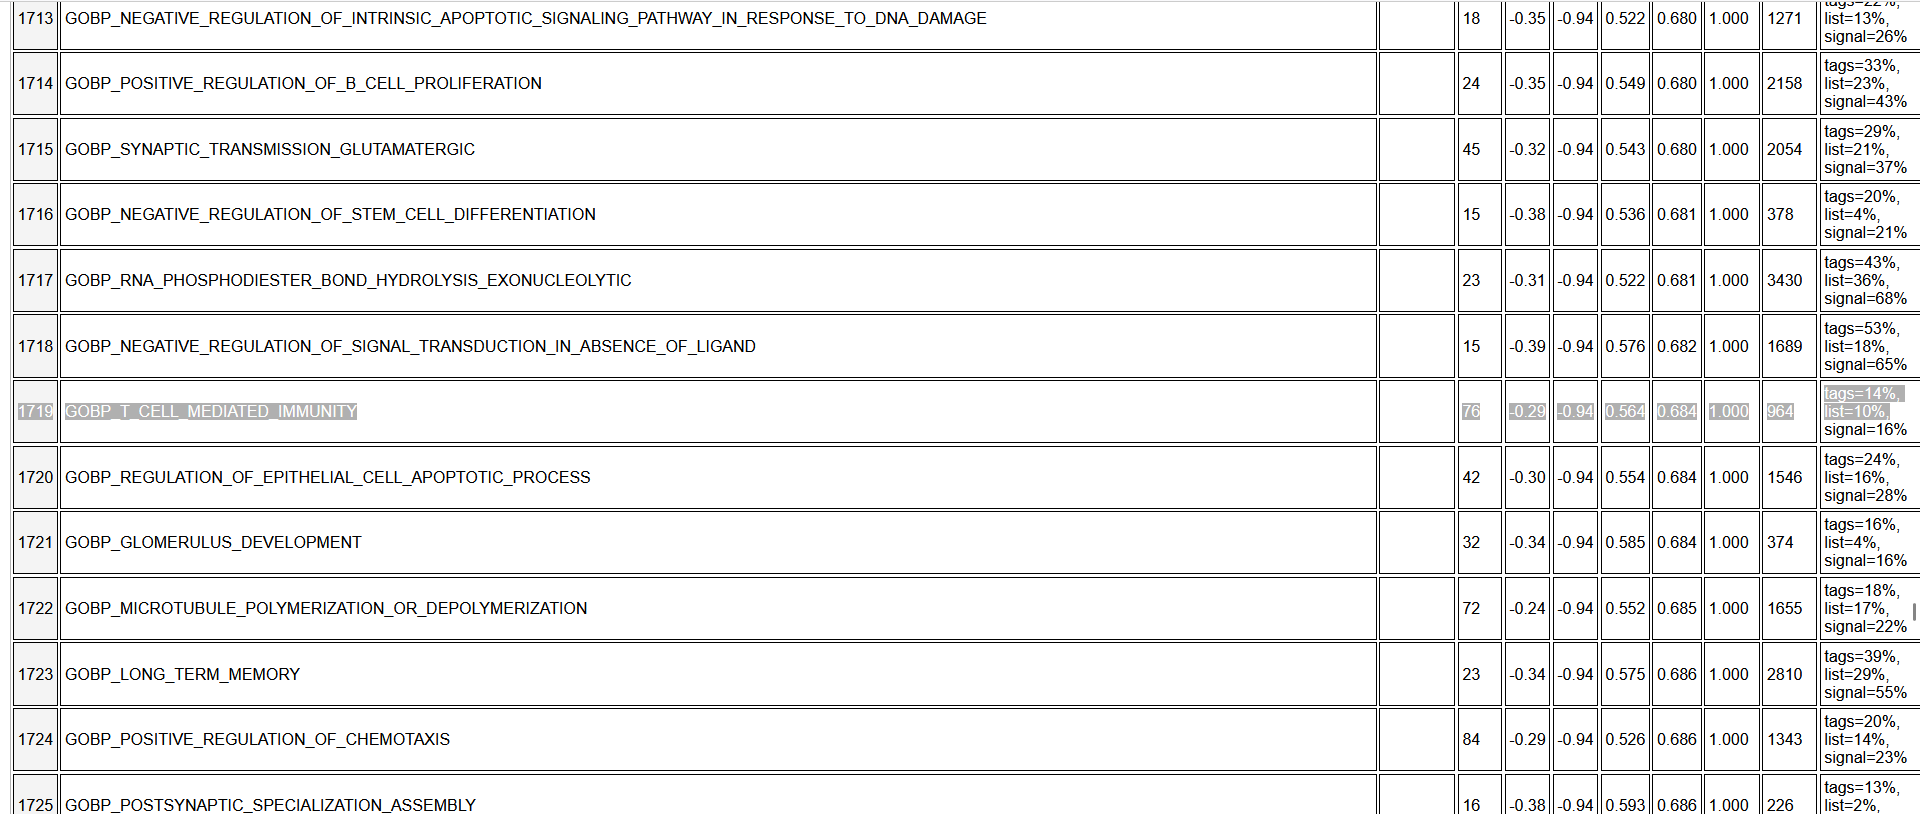 tags=22%,
1713 GOBP_NEGATIVE_REGULATION_OF_INTRINSIC_APOPTOTIC_SIGNALING_PATHWAY_IN_RESPONSE_TO_DNA_DAMAGE 18 -0.35 -0.94 0.522 0.680 1.000 1271 list=13%,
signal=26%
tags=33%,
1714 GOBP_POSITIVE_REGULATION_OF_B_CELL_PROLIFERATION 24 -0.35 -0.94 0.549 0.680 1.000 2158 list=23%,
signal=43%
tags=29%,
1715 GOBP_SYNAPTIC_TRANSMISSION_GLUTAMATERGIC 45 -0.32 -0.94 0.543 0.680 1.000 2054 list=21%,
signal=37%
tags=20%,
1716 GOBP_NEGATIVE_REGULATION_OF_STEM_CELL_DIFFERENTIATION 15 -0.38 -0.94 0.536 0.681 1.000 378 list=4%,
signal=21%
tags=43%,
1717 GOBP_RNA_PHOSPHODIESTER_BOND_HYDROLYSIS_EXONUCLEOLYTIC 23 -0.31 -0.94 0.522 0.681 1.000 3430 list=36%,
signal=68%
tags=53%,
1718 GOBP_NEGATIVE_REGULATION_OF_SIGNAL_TRANSDUCTION_IN_ABSENCE_OF_LIGAND 15 -0.39 -0.94 0.576 0.682 1.000 1689 list=18%,
signal=65%
tags=14%,
1719 GOBP_T_CELL_MEDIATED_IMMUNITY 76 -0.29 -0.94 0.564 0.684 1.000 964 list=10%,
signal=16%
tags=24%,
1720 GOBP_REGULATION_OF_EPITHELIAL_CELL_APOPTOTIC_PROCESS 42 -0.30 -0.94 0.554 0.684 1.000 1546 list=16%,
signal=28%
tags=16%,
1721 GOBP_GLOMERULUS_DEVELOPMENT 32 -0.34 -0.94 0.585 0.684 1.000 374 list=4%,
signal=16%
tags=18%,
1722 GOBP_MICROTUBULE_POLYMERIZATION_OR_DEPOLYMERIZATION 72 -0.24 -0.94 0.552 0.685 1.000 1655 list=17%,
signal=22%
tags=39%,
1723 GOBP_LONG_TERM_MEMORY 23 -0.34 -0.94 0.575 0.686 1.000 2810 list=29%,
signal=55%
tags=20%,
1724 GOBP_POSITIVE_REGULATION_OF_CHEMOTAXIS 84 -0.29 -0.94 0.526 0.686 1.000 1343 list=14%,
signal=23%
tags=13%,
1725 GOBP_POSTSYNAPTIC_SPECIALIZATION_ASSEMBLY 16 -0.38 -0.94 0.593 0.686 1.000 226 list=2%,